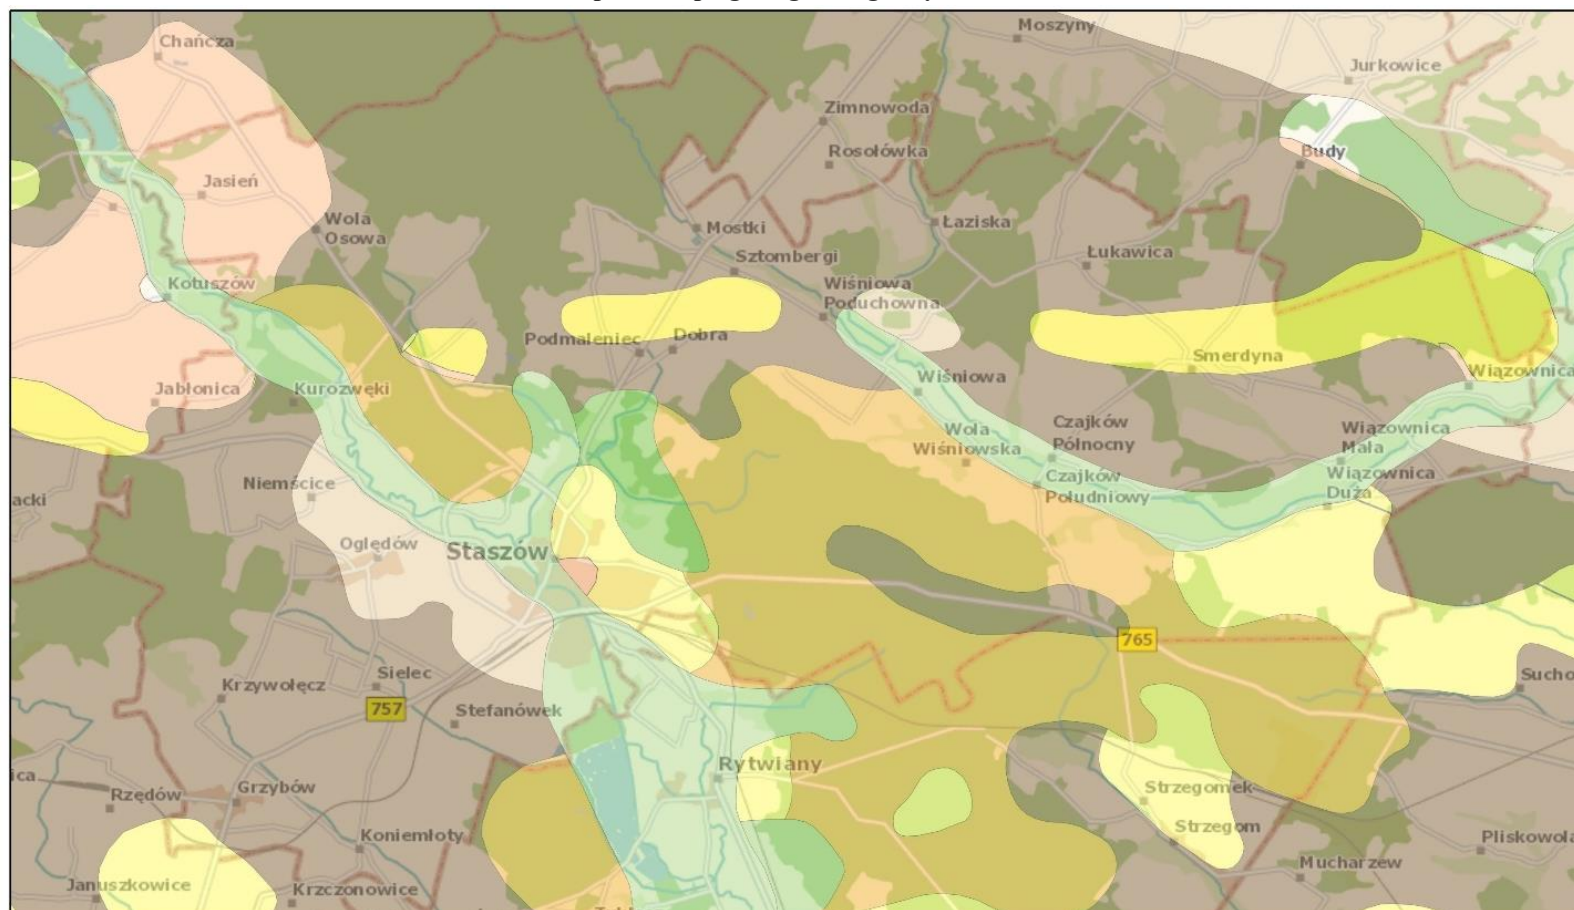 Moszyny
Chańcza
Jurkowice
Zimnowoda
Rosołówka
Budy
Jasień
Wola
Osowa
Mostki
Łaziska
Łukawica
Sztombergi
Kotuszów
Wiśniowa
Poduchowna
Podmaleniec
Dobra
Smerdyna
Wiązownica
Jabłonica
Kurozwęki
Wiśniowa
Czajków
Północny
Wola
Wiśniowska
Wiązownica
Mała
Czajków
Południowy
Wiązownica
Duża
Niemścice
acki
Oględów
Staszów
765
Sielec
Krzywołęcz
Sucho
757
Stefanówek
Rytwiany
ica
Rzędów
Grzybów
Strzegomek
Strzegom
Koniemłoty
Pliskowola
Mucharzew
Januszkowice
Krzczonowice